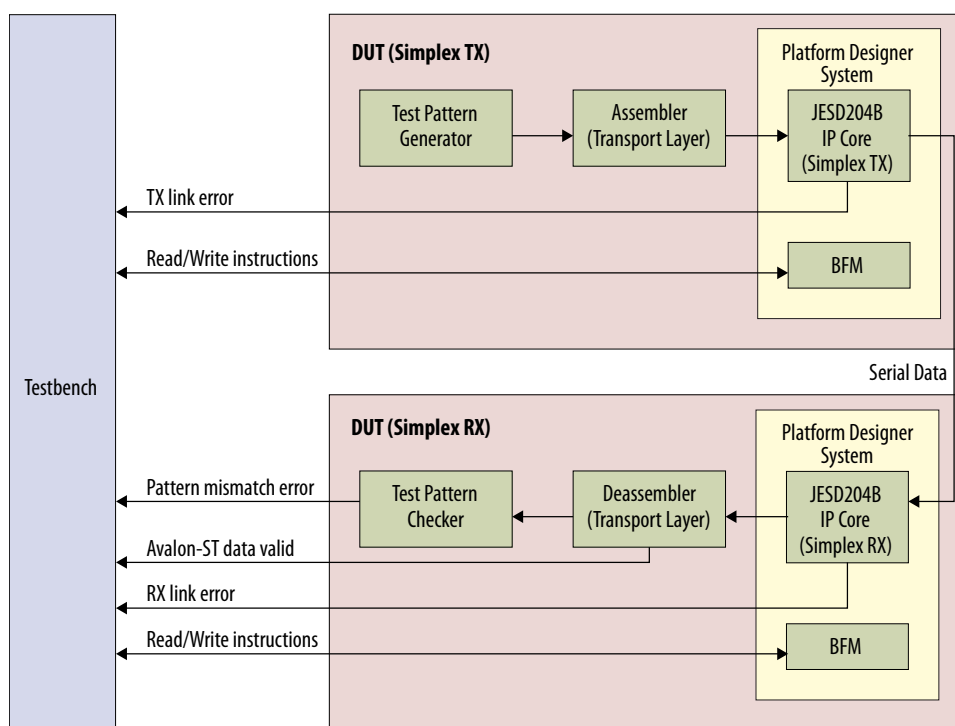 DUT (Simplex TX)
Platform Designer
System
Test Pattern
Generator
Assembler
(Transport Layer)
JESD204B
IP Core
(Simplex TX)
TX link error
Read/Write instructions
BFM
Serial Data
Testbench
DUT (Simplex RX)
Platform Designer
System
Pattern mismatch error
Test Pattern
Checker
Deassembler
(Transport Layer)
JESD204B
IP Core
(Simplex RX)
Avalon-ST data valid
RX link error
Read/Write instructions
BFM